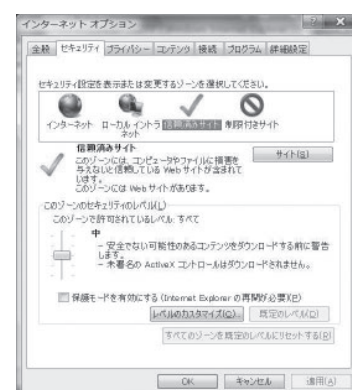 インターネット オプション
全般 セキュリティ プライバシー コンテンツ 接続 プログラム 詳細設定
セキュリティ設定を表示または変更するゾーンを選択してください。
インターネット ローカル イントラネット 信頼済みサイト 制限付きサイト
信頼済みサイト
サイト(S)
このゾーンには、コンピューターやファイルに損害を
与えないと信頼している Web サイトが含まれて
います。
このゾーンには Web サイトがあります。
このゾーンのセキュリティのレベル(L)
このゾーンで許可されているレベル: すべて
中
- 安全でない可能性のあるコンテンツをダウンロードする前に警告
します。
- 未署名の ActiveX コントロールはダウンロードされません。
保護モードを有効にする (Internet Explorer の再開が必要)(P)
レベルのカスタマイズ(C)... 既定のレベル(D)
すべてのゾーンを既定のレベルにリセットする(R)
OK キャンセル 適用(A)